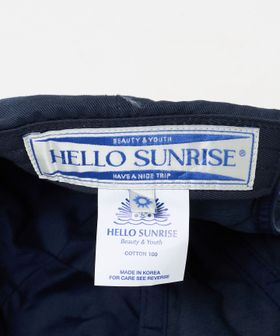 BEAUTY & YOUTH
HELLO SUNRISE®
HAVE A NICE TRIP
HELLO SUNRISE
Beauty & Youth
COTTON 100
MADE IN KOREA
FOR CARE SEE REVERSE